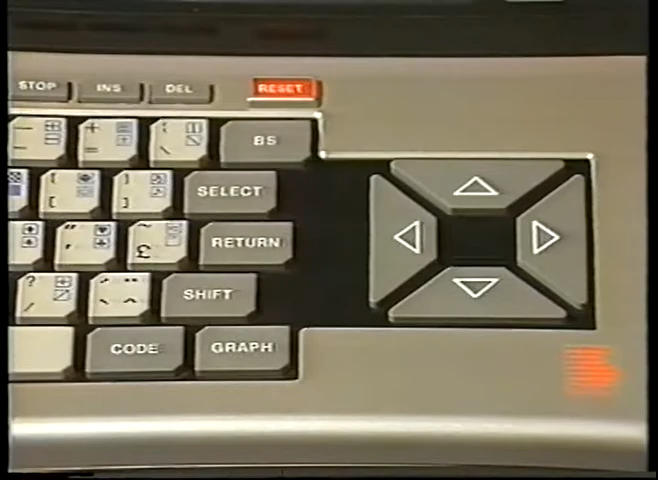 STOP INS DEL RESET
— + = \ BS
[ [ ] ] SELECT
" ' ~ £ RETURN
? / SHIFT
CODE GRAPH